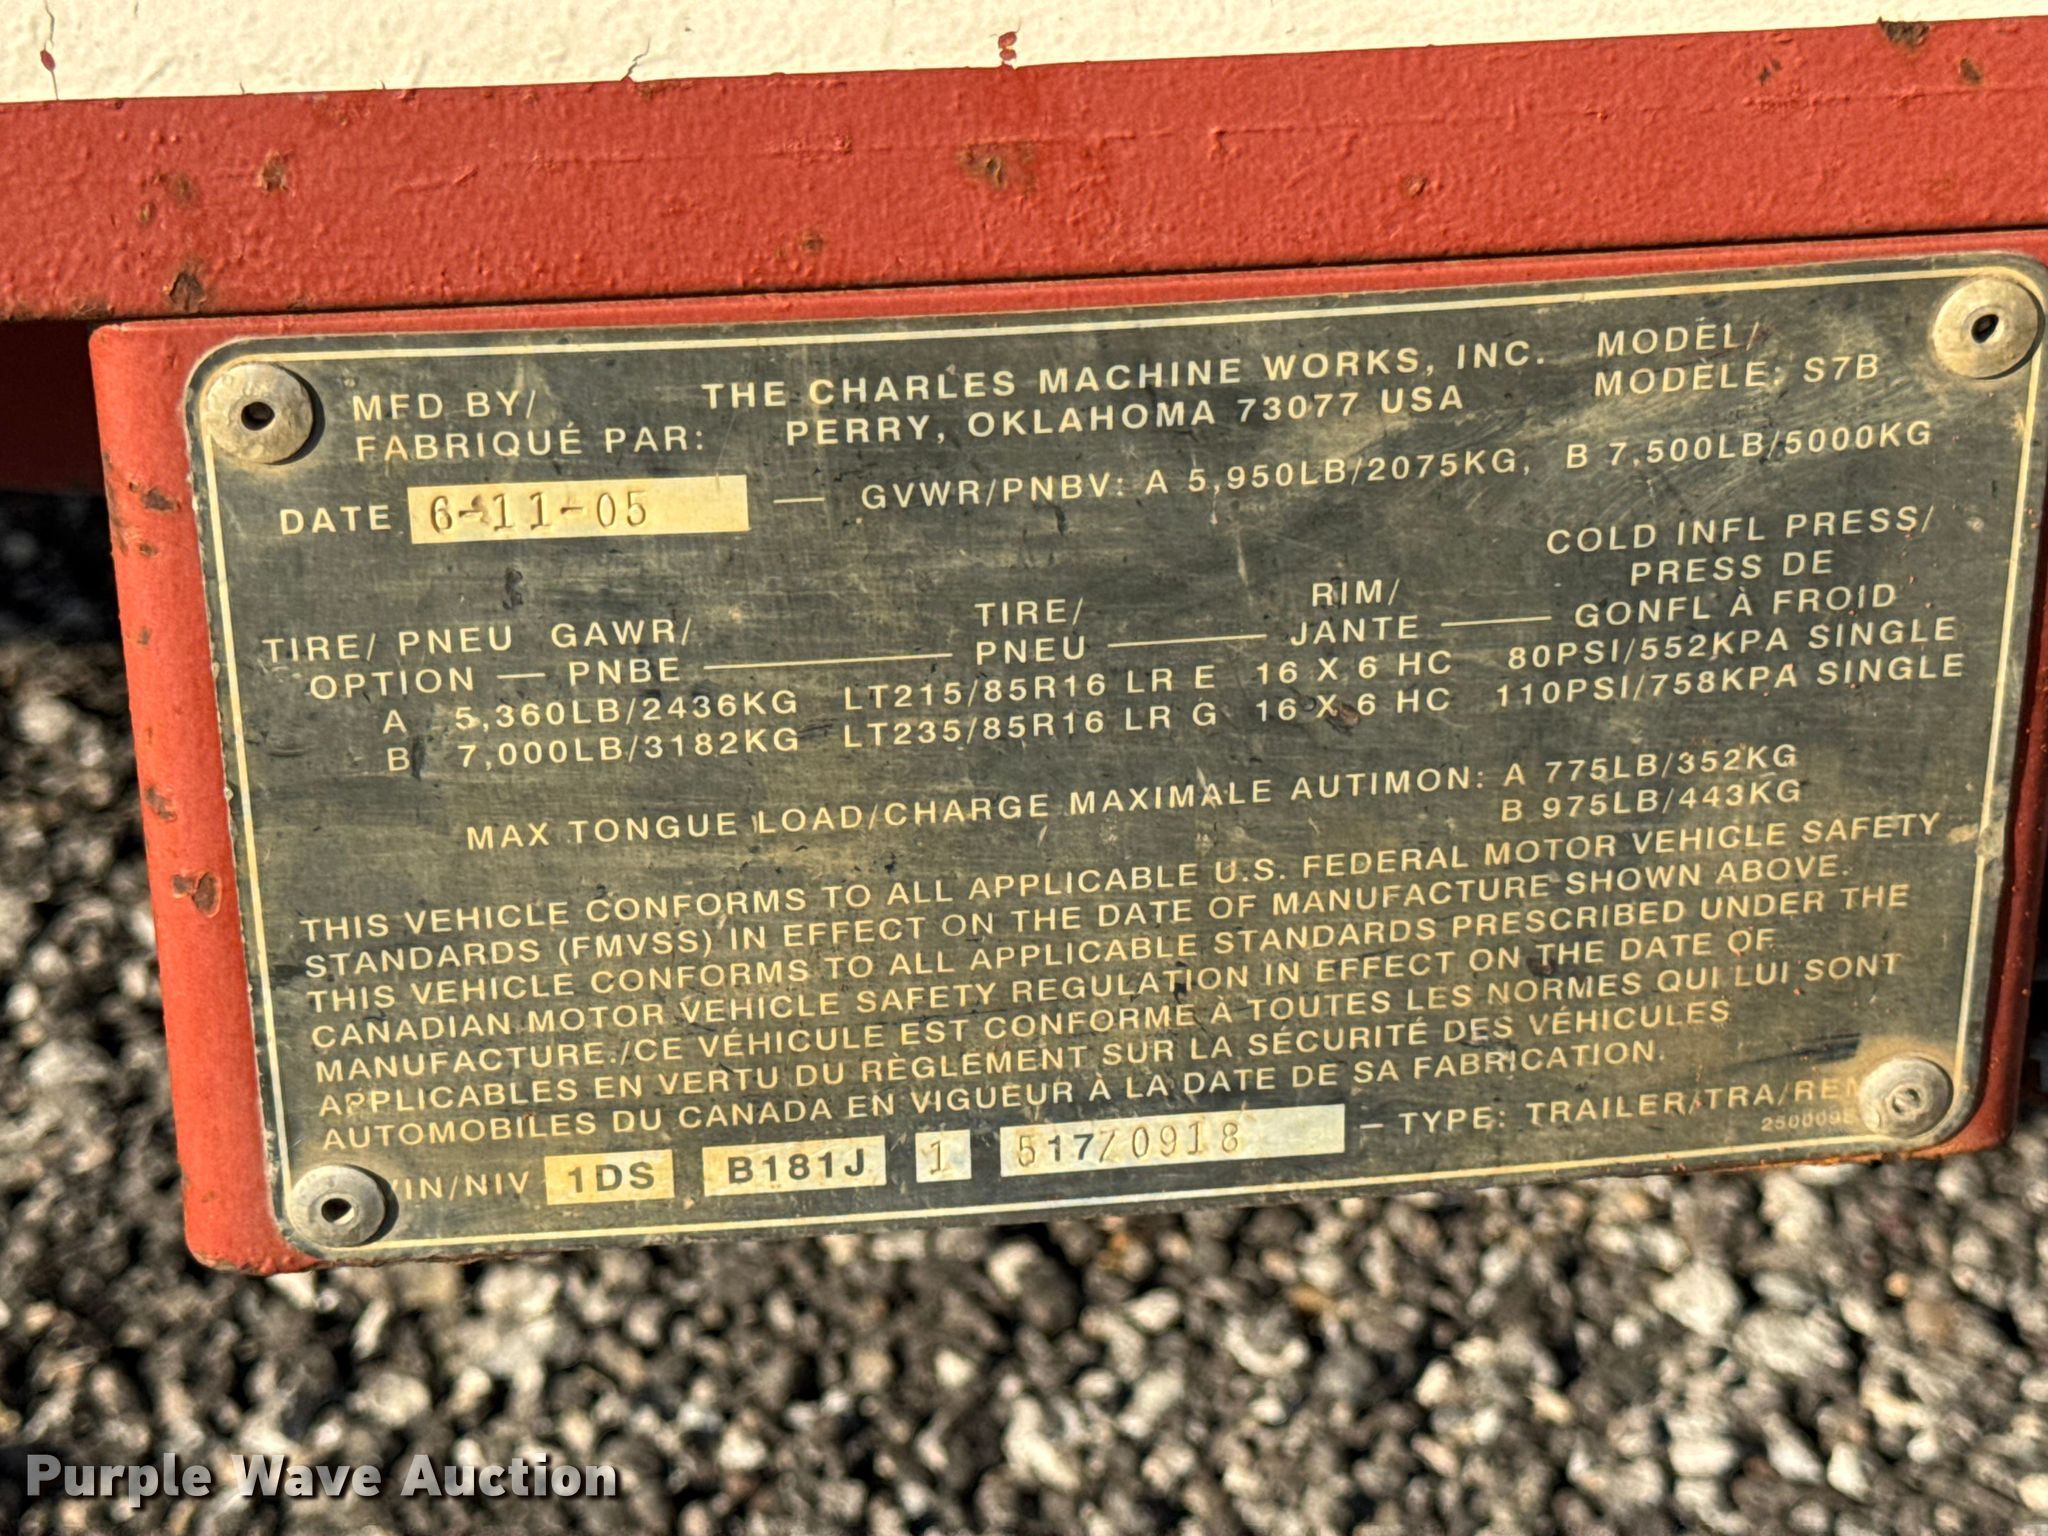 MFD BY/ THE CHARLES MACHINE WORKS, INC. MODEL/
FABRIQUÉ PAR: PERRY, OKLAHOMA 73077 USA MODÈLE: S7B
DATE 6-11-05 — GVWR/PNBV: A 5,950LB/2075KG, B 7,500LB/5000KG
COLD INFL PRESS/
TIRE/ RIM/ PRESS DE
TIRE/ PNEU GAWR/ PNEU — JANTE — GONFL À FROID
OPTION — PNBE —
A 5,360LB/2436KG LT215/85R16 LR E 16 X 6 HC 80PSI/552KPA SINGLE
B 7,000LB/3182KG LT235/85R16 LR G 16 X 6 HC 110PSI/758KPA SINGLE
MAX TONGUE LOAD/CHARGE MAXIMALE AUTIMON: A 775LB/352KG
B 975LB/443KG
THIS VEHICLE CONFORMS TO ALL APPLICABLE U.S. FEDERAL MOTOR VEHICLE SAFETY
STANDARDS (FMVSS) IN EFFECT ON THE DATE OF MANUFACTURE SHOWN ABOVE.
THIS VEHICLE CONFORMS TO ALL APPLICABLE STANDARDS PRESCRIBED UNDER THE
CANADIAN MOTOR VEHICLE SAFETY REGULATION IN EFFECT ON THE DATE OF
MANUFACTURE./CE VÉHICULE EST CONFORME À TOUTES LES NORMES QUI LUI SONT
APPLICABLES EN VERTU DU RÈGLEMENT SUR LA SÉCURITÉ DES VÉHICULES
AUTOMOBILES DU CANADA EN VIGUEUR À LA DATE DE SA FABRICATION.
VIN/NIV 1DS B181J 1 517Z0918 — TYPE: TRAILER/TRA/REM
Purple Wave Auction